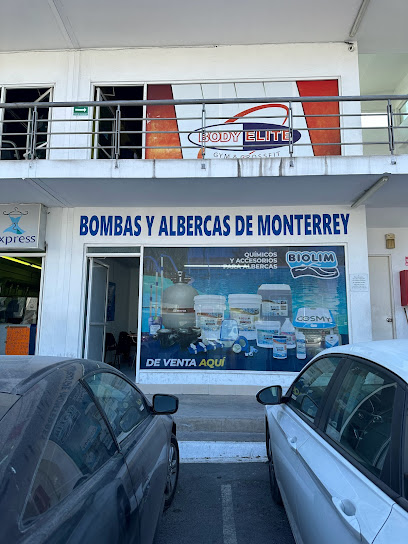 BODY ELITE
GYM & CROSSFIT
xpress
BOMBAS Y ALBERCAS DE MONTERREY
QUÍMICOS
Y ACCESORIOS
PARA ALBERCAS
BIOLIM
COSMY
DE VENTA AQUÍ